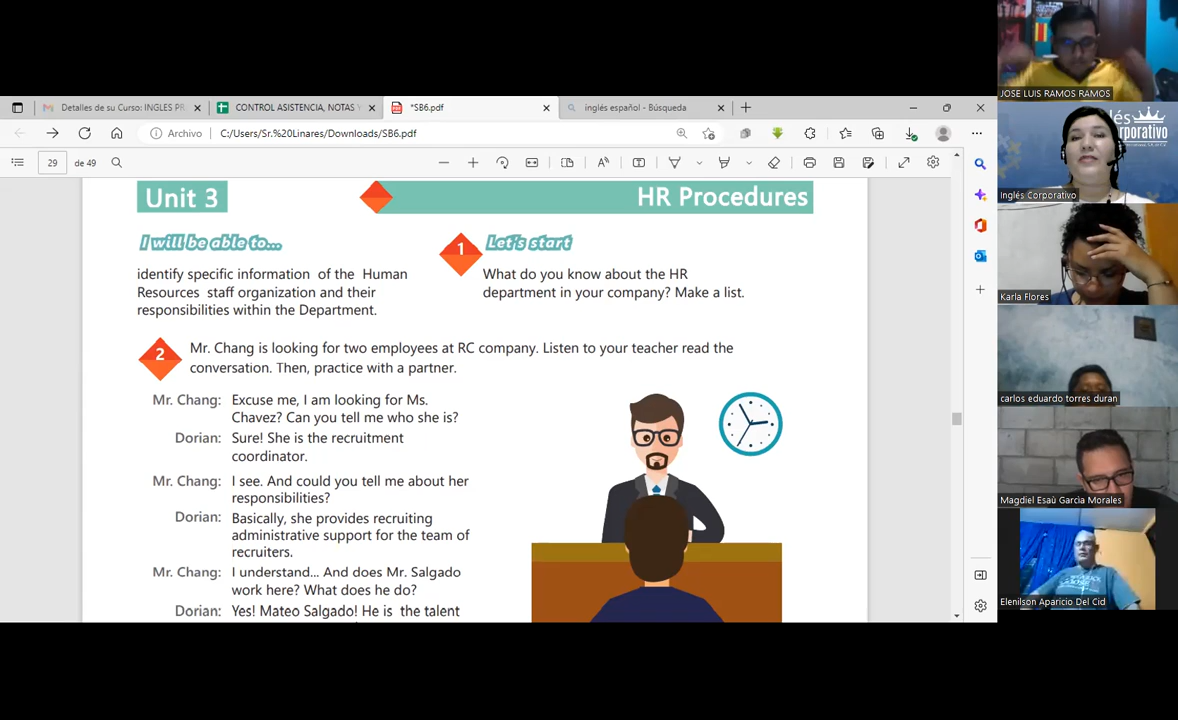 Detalles de su Curso: INGLES PR
CONTROL ASISTENCIA, NOTAS Y
*SB6.pdf
inglés español - Búsqueda
Archivo
C:/Users/Sr.%20Linares/Downloads/SB6.pdf
29
de 49
Unit 3
HR Procedures
I will be able to...
identify specific information of the Human
Resources staff organization and their
responsibilities within the Department.
1
Let's start
What do you know about the HR
department in your company? Make a list.
2
Mr. Chang is looking for two employees at RC company. Listen to your teacher read the
conversation. Then, practice with a partner.
Mr. Chang: Excuse me, I am looking for Ms.
Chavez? Can you tell me who she is?
Dorian: Sure! She is the recruitment
coordinator.
Mr. Chang: I see. And could you tell me about her
responsibilities?
Dorian: Basically, she provides recruiting
administrative support for the team of
recruiters.
Mr. Chang: I understand... And does Mr. Salgado
work here? What does he do?
Dorian: Yes! Mateo Salgado! He is the talent
JOSE LUIS RAMOS RAMOS
Inglés Corporativo
Karla Flores
carlos eduardo torres duran
Magdiel Esaù Garcìa Morales
Elenilson Aparicio Del Cid